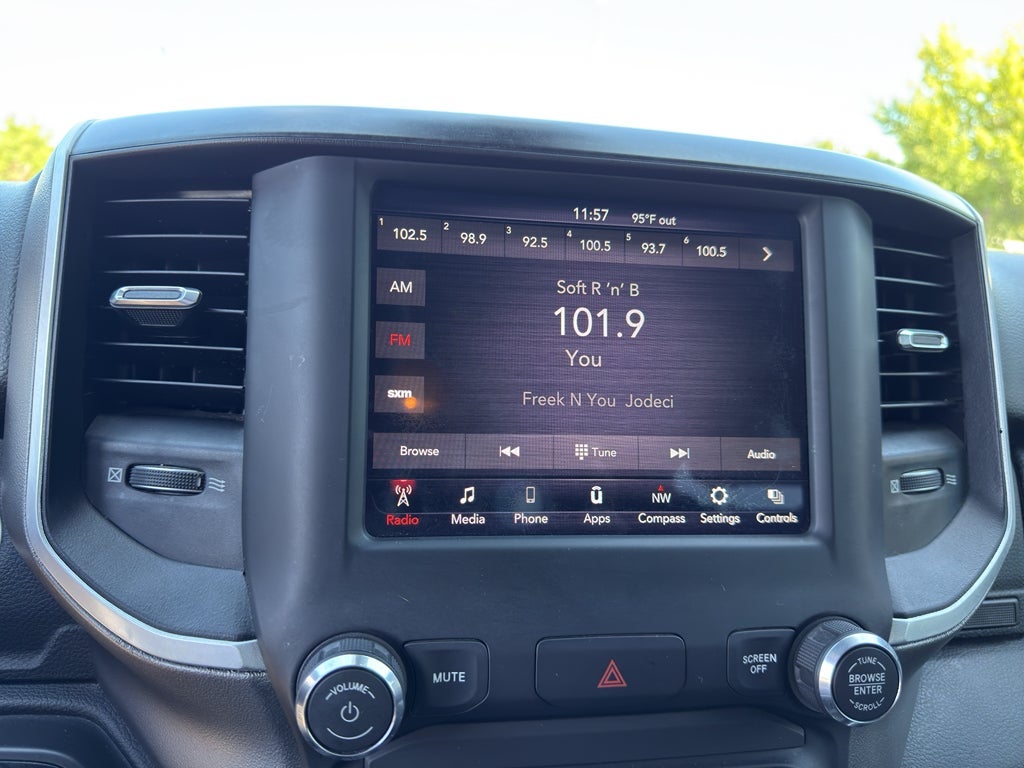 11:57 95°F out
1 102.5 2 98.9 3 92.5 4 100.5 5 93.7 6 100.5
AM
Soft R 'n' B
101.9
FM
You
sxm
Freek N You Jodeci
Browse Tune Audio
NW
Radio Media Phone Apps Compass Settings Controls
VOLUME
MUTE
SCREEN
OFF
TUNE
BROWSE
ENTER
SCROLL